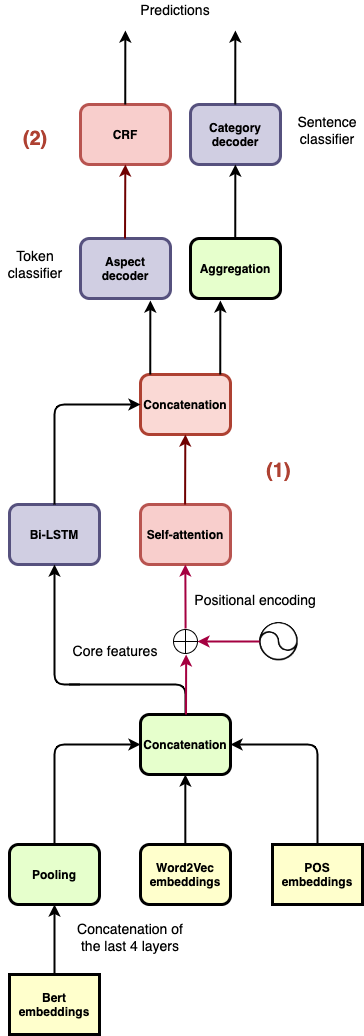 Predictions
CRF
Category
decoder
Sentence
classifier
(2)
Token
classifier
Aspect
decoder
Aggregation
Concatenation
(1)
Bi-LSTM
Self-attention
Positional encoding
Core features
Concatenation
Pooling
Word2Vec
embeddings
POS
embeddings
Concatenation of
the last 4 layers
Bert
embeddings